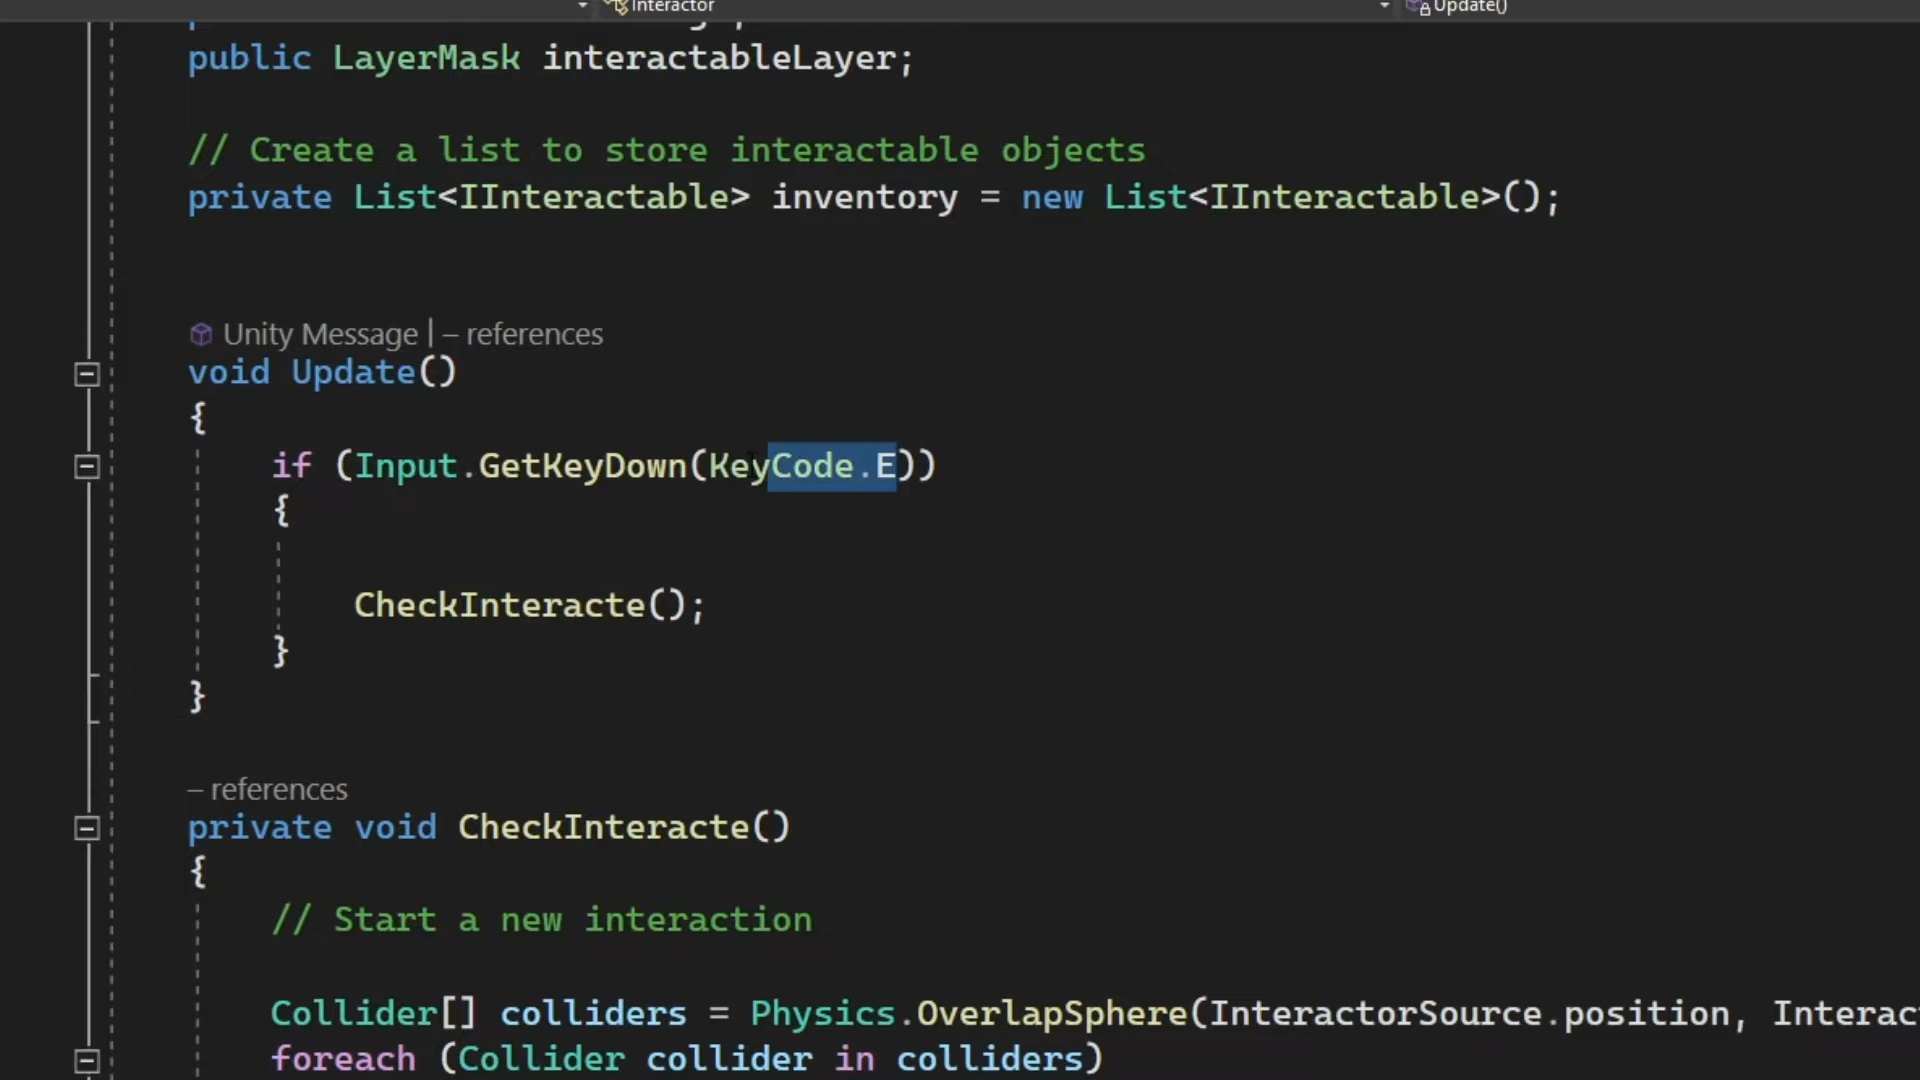 Interactor Update()
public LayerMask interactableLayer;
// Create a list to store interactable objects
private List<IInteractable> inventory = new List<IInteractable>();
Unity Message | – references
void Update()
{
if (Input.GetKeyDown(KeyCode.E))
{
CheckInteracte();
}
}
– references
private void CheckInteracte()
{
// Start a new interaction
Collider[] colliders = Physics.OverlapSphere(InteractorSource.position, Interac
foreach (Collider collider in colliders)